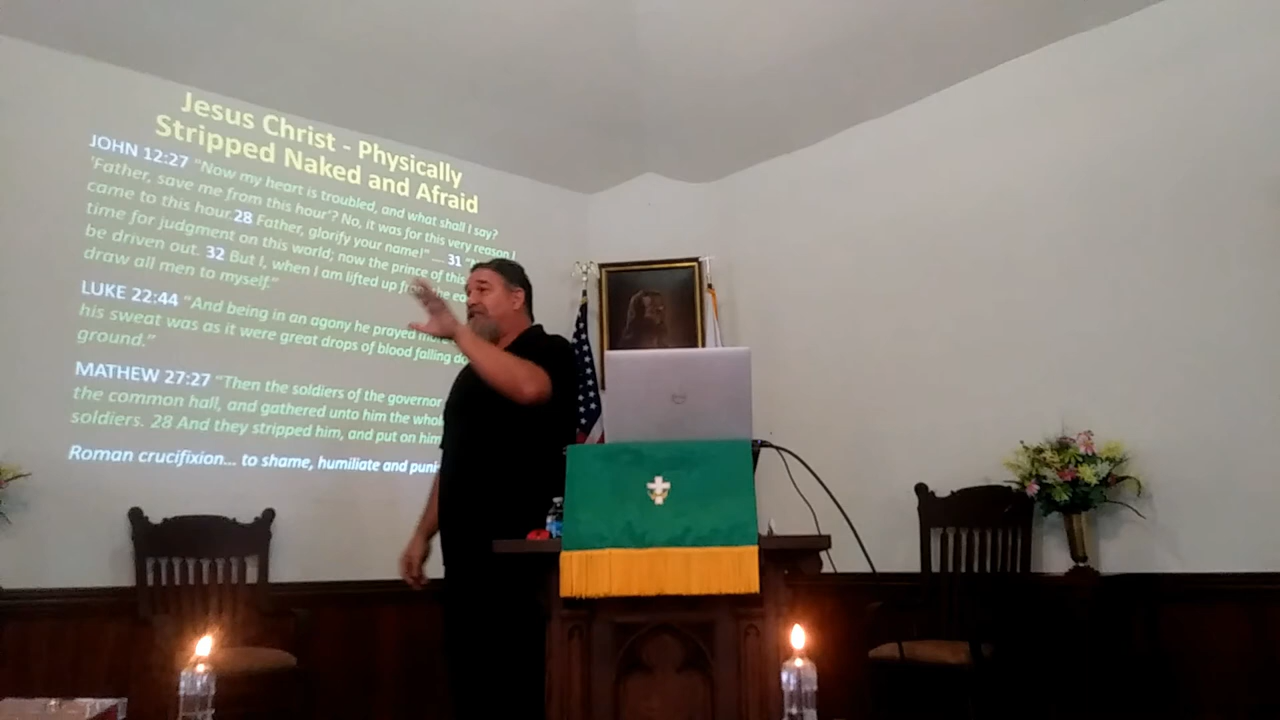 Jesus Christ - Physically
Stripped Naked and Afraid
JOHN 12:27 "Now my heart is troubled, and what shall I say?
'Father, save me from this hour'? No, it was for this very reason I
came to this hour.28 Father, glorify your name!" ... 31
time for judgment on this world; now the prince of this
be driven out. 32 But I, when I am lifted up from the
draw all men to myself."
LUKE 22:44 "And being in an agony he prayed more
his sweat was as it were great drops of blood falling
ground."
MATHEW 27:27 "Then the soldiers of the governor
the common hall, and gathered unto him the
soldiers. 28 And they stripped him, and put on him
Roman crucifixion... to shame, humiliate and